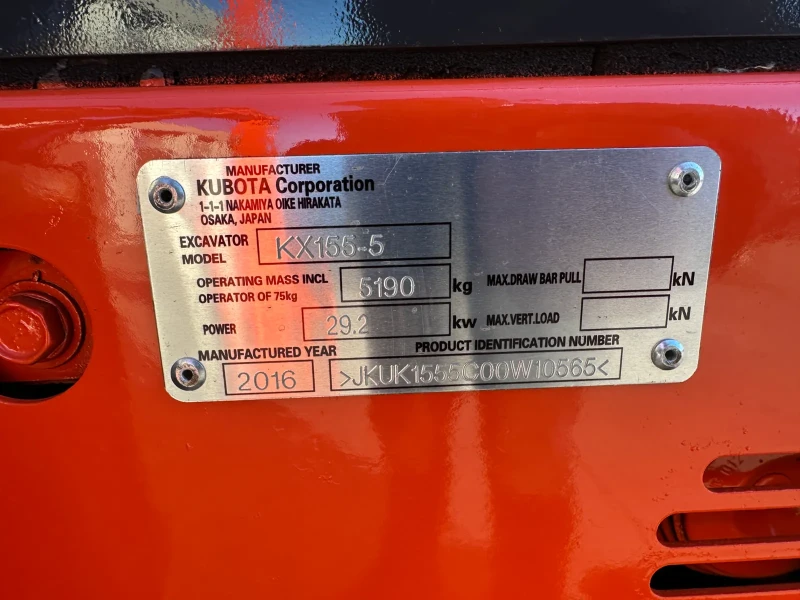 MANUFACTURER
KUBOTA Corporation
1-1-1 NAKAMIYA OIKE HIRAKATA
OSAKA, JAPAN
EXCAVATOR MODEL KX155-5
OPERATING MASS INCL OPERATOR OF 75kg 5190 kg MAX.DRAW BAR PULL kN
POWER 29.2 kw MAX.VERT.LOAD kN
MANUFACTURED YEAR PRODUCT IDENTIFICATION NUMBER
2016 >JKUK1555C00W10565<